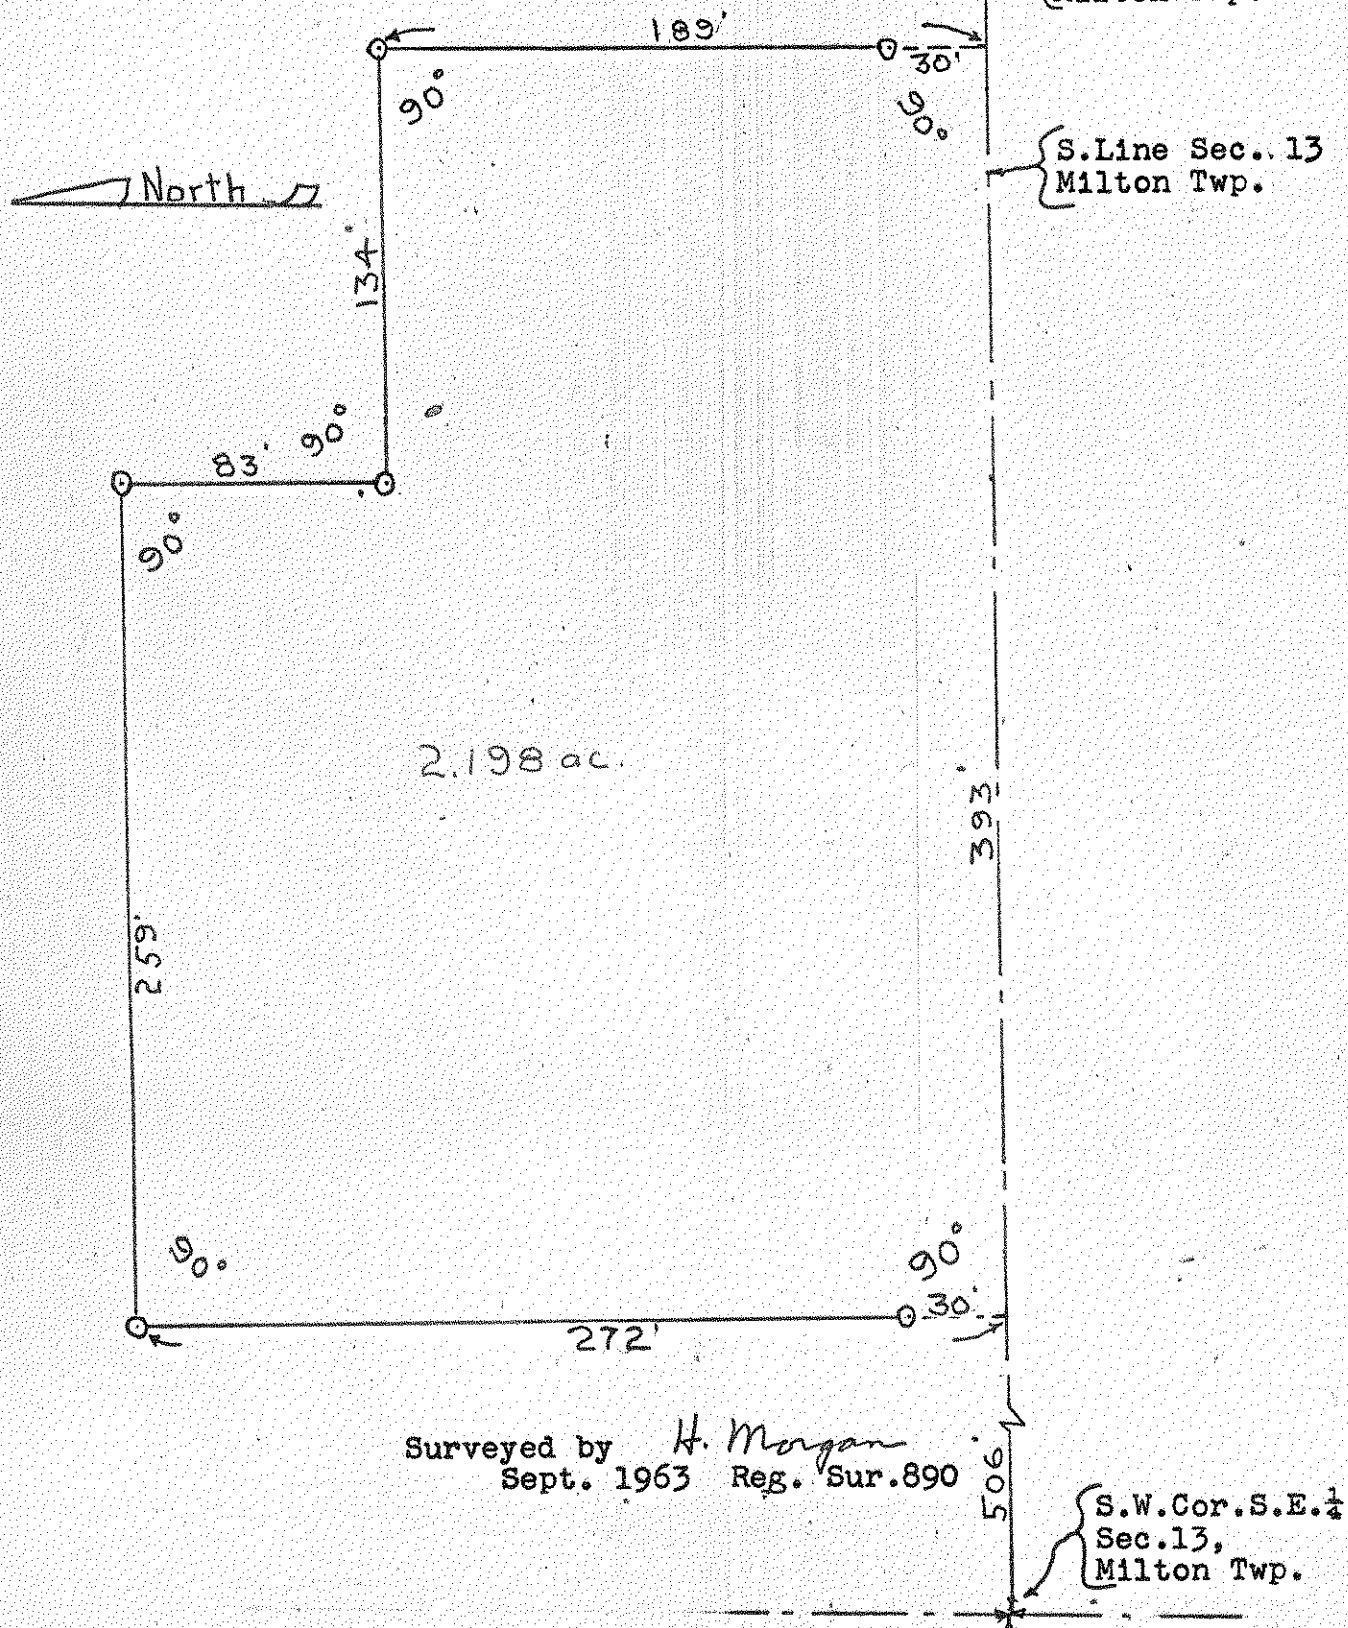 189'
30'
90°
90°
S.Line Sec. 13
Milton Twp.
North
134'
83'
90°
90°
2.198 ac.
393'
259'
90°
90°
30'
272'
Surveyed by H. Morgan
Sept. 1963 Reg. Sur.890
506'
S.W.Cor.S.E.¼
Sec.13,
Milton Twp.